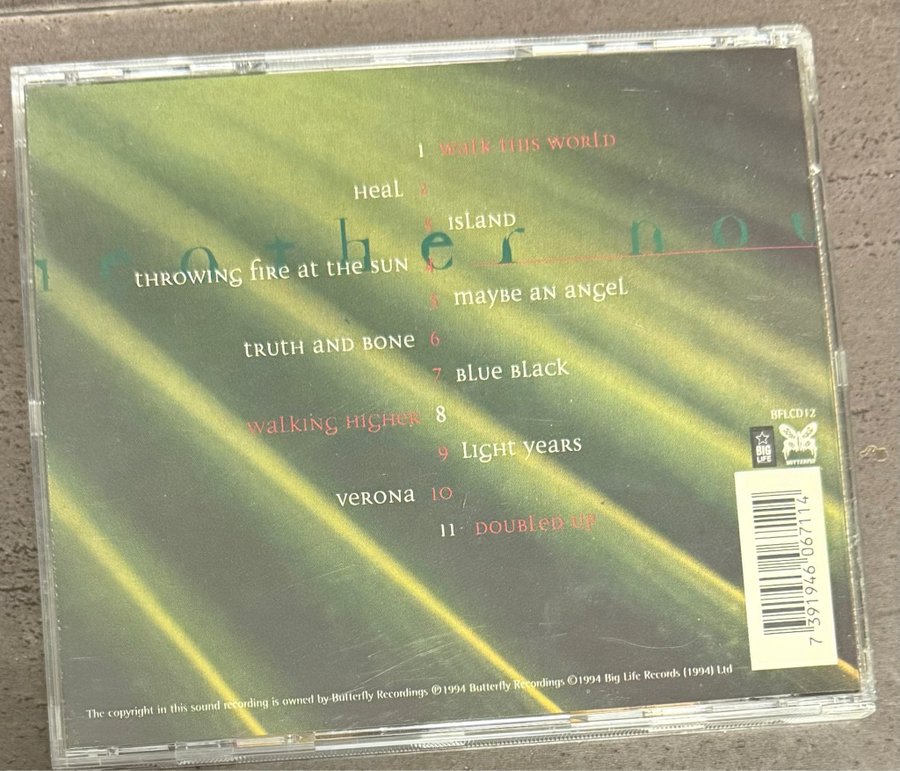 1 Walk This World
Heal 2
3 Island
heather nov
Throwing Fire at the Sun 4
5 Maybe an Angel
Truth and Bone 6
7 Blue Black
Walking Higher 8
BFLCD12
9 Light Years
BIG LIFE
BUTTERFLY
Verona 10
11 Doubled Up
7 391946 067114
The copyright in this sound recording is owned by Butterfly Recordings ℗1994 Butterfly Recordings ©1994 Big Life Records (1994) Ltd